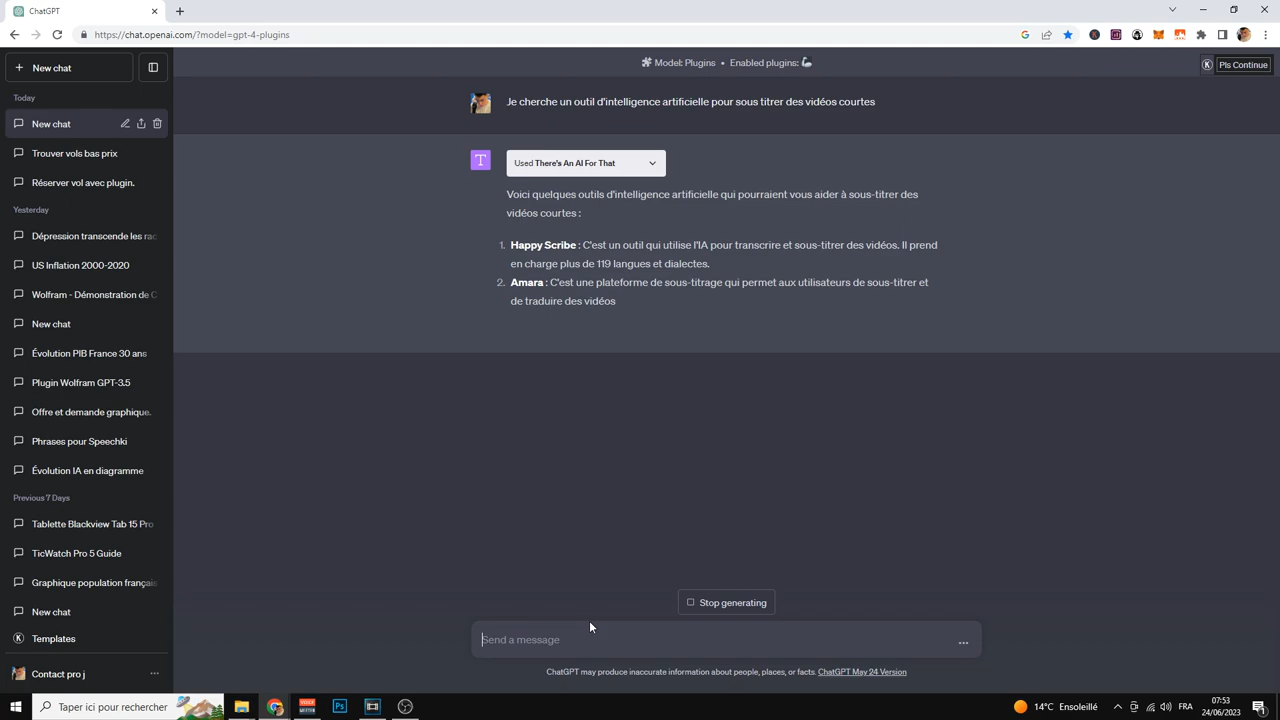 ChatGPT
https://chat.openai.com/?model=gpt-4-plugins
New chat
Model: Plugins • Enabled plugins:
K Pls Continue
Today
New chat
Je cherche un outil d'intelligence artificielle pour sous titrer des vidéos courtes
Trouver vols bas prix
T Used There's An AI For That
Réserver vol avec plugin.
Voici quelques outils d'intelligence artificielle qui pourraient vous aider à sous-titrer des
vidéos courtes :
Yesterday
Dépression transcende les rac
1. Happy Scribe : C'est un outil qui utilise l'IA pour transcrire et sous-titrer des vidéos. Il prend
en charge plus de 119 langues et dialectes.
US Inflation 2000-2020
2. Amara : C'est une plateforme de sous-titrage qui permet aux utilisateurs de sous-titrer et
de traduire des vidéos
Wolfram - Démonstration de C
New chat
Évolution PIB France 30 ans
Plugin Wolfram GPT-3.5
Offre et demande graphique.
Phrases pour Speechki
Évolution IA en diagramme
Previous 7 Days
Tablette Blackview Tab 15 Pro
TicWatch Pro 5 Guide
Graphique population français
New chat
Stop generating
Templates
Send a message
ChatGPT may produce inaccurate information about people, places, or facts. ChatGPT May 24 Version
Contact pro j
Taper ici pour rechercher
14°C Ensoleillé
FRA
07:53
24/06/2023